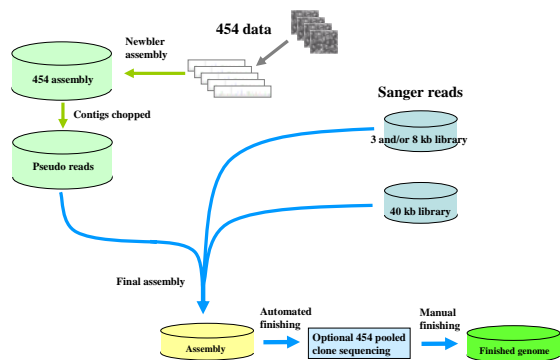 454 data
Newbler
assembly
454 assembly
Contigs chopped
Pseudo reads
Sanger reads
3 and/or 8 kb library
40 kb library
Final assembly
Automated
finishing
Manual
finishing
Assembly
Optional 454 pooled
clone sequencing
Finished genome